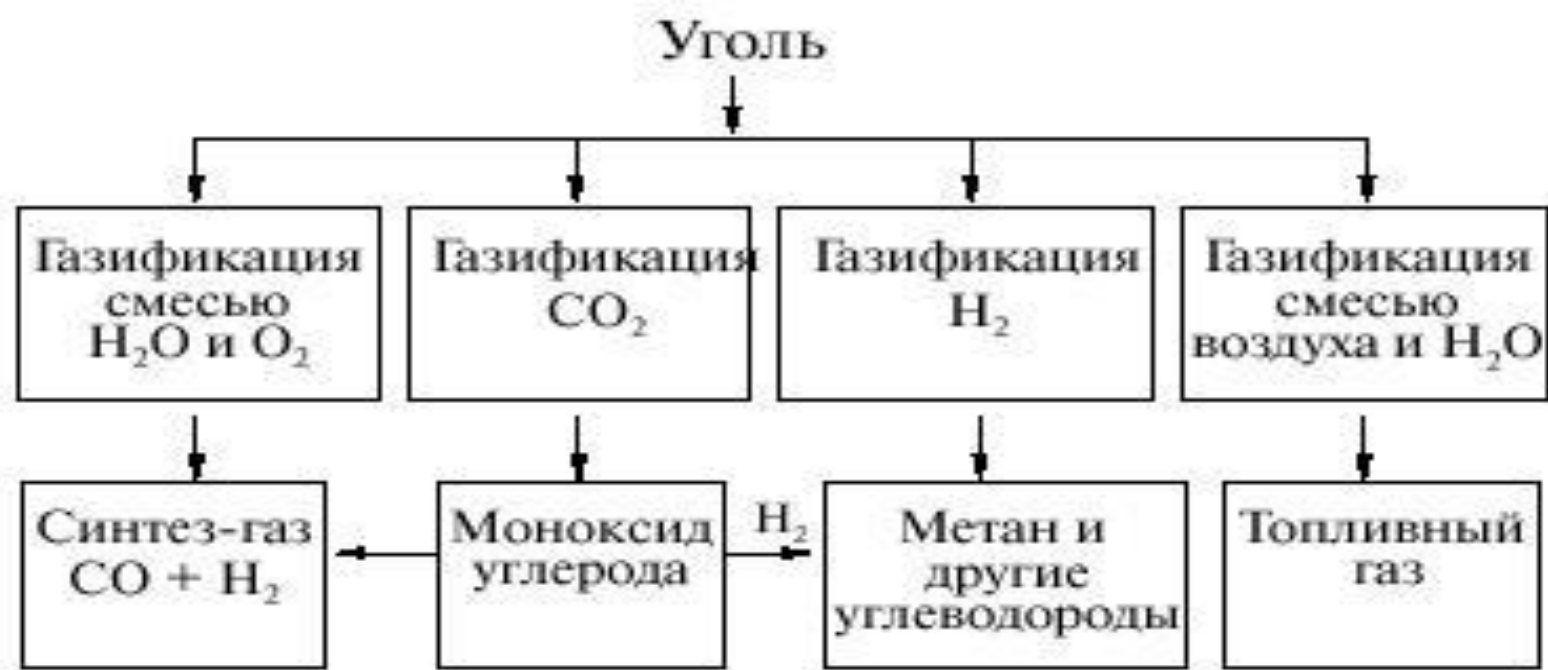 Уголь
Газификация
смесью
H₂O и O₂
Газификация
CO₂
Газификация
H₂
Газификация
смесью
воздуха и H₂O
Синтез-газ
CO + H₂
Моноксид
углерода
H₂
Метан и
другие
углеводороды
Топливный
газ